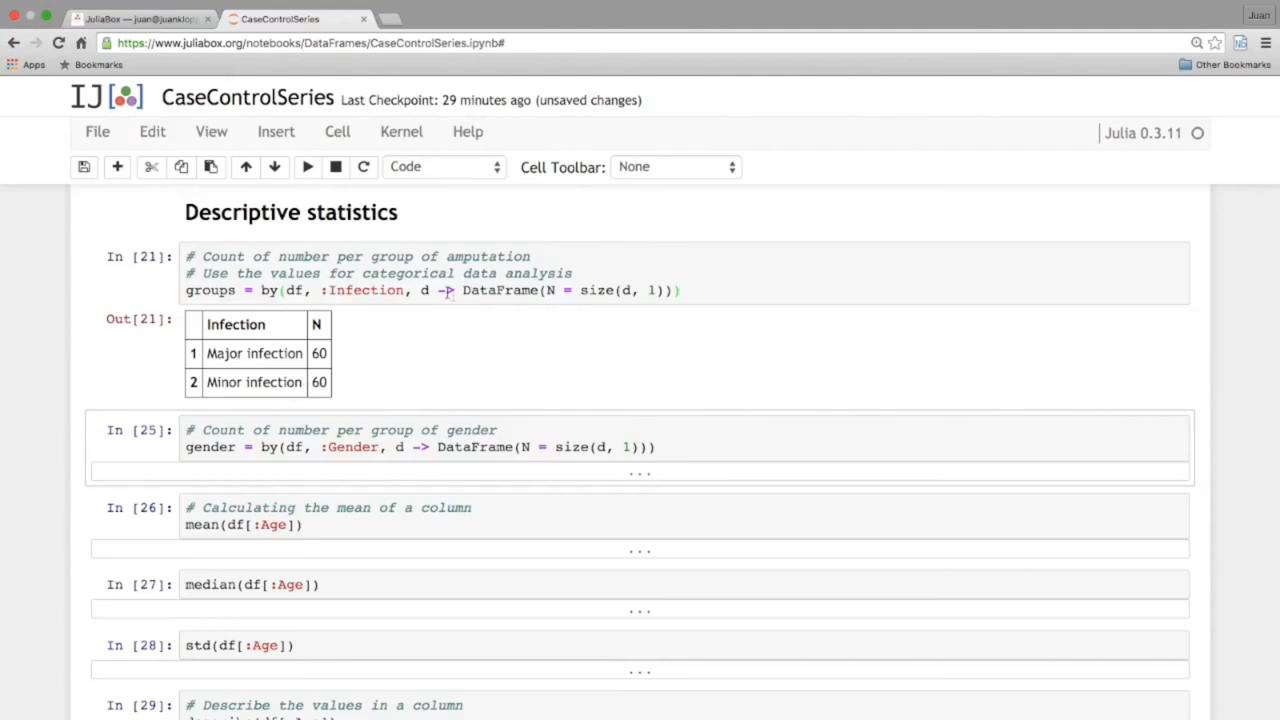 JuliaBox — juan@juanklopp
CaseControlSeries
Juan
https://www.juliabox.org/notebooks/DataFrames/CaseControlSeries.ipynb#
Apps
Bookmarks
Other Bookmarks
IJ[ ] CaseControlSeries Last Checkpoint: 29 minutes ago (unsaved changes)
File Edit View Insert Cell Kernel Help
Julia 0.3.11
Code
Cell Toolbar: None
Descriptive statistics
In [21]:
# Count of number per group of amputation
# Use the values for categorical data analysis
groups = by(df, :Infection, d -> DataFrame(N = size(d, 1)))
Out[21]:
Infection N
1 Major infection 60
2 Minor infection 60
In [25]:
# Count of number per group of gender
gender = by(df, :Gender, d -> DataFrame(N = size(d, 1)))
...
In [26]:
# Calculating the mean of a column
mean(df[:Age])
...
In [27]:
median(df[:Age])
...
In [28]:
std(df[:Age])
...
In [29]:
# Describe the values in a column